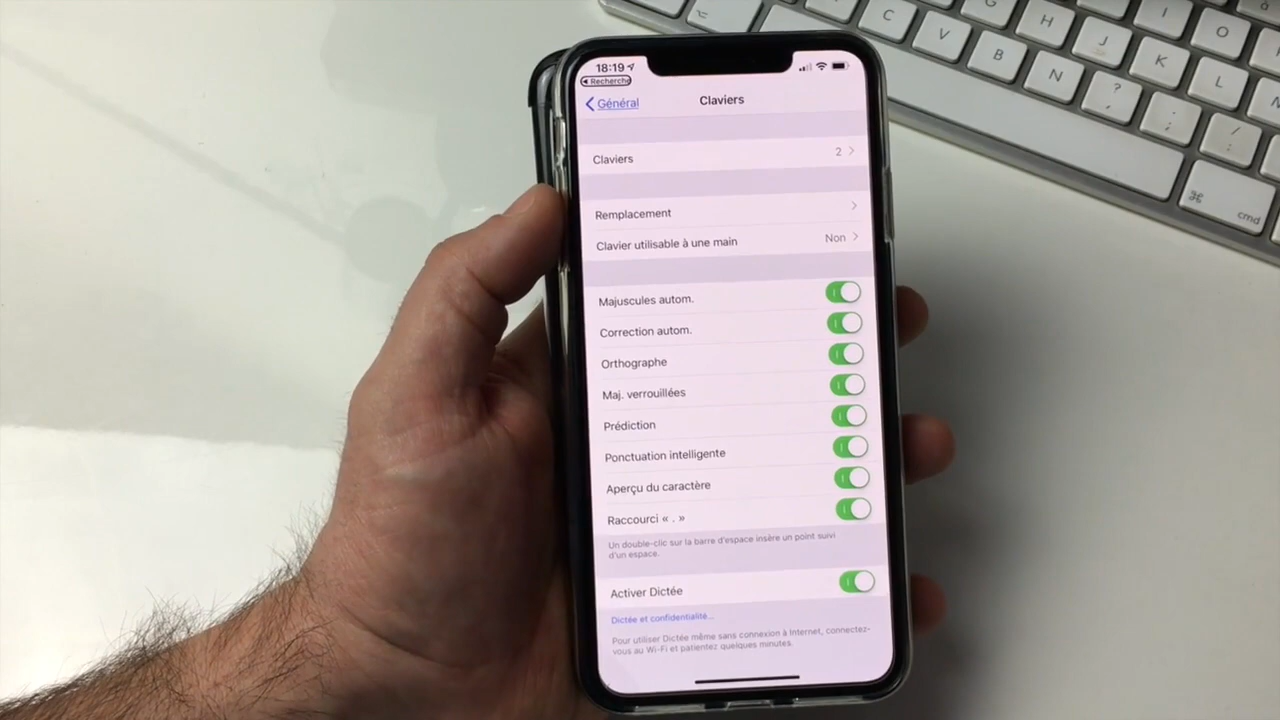 18:19
Recherche
Général
Claviers
Claviers 2
Remplacement
Clavier utilisable à une main Non
Majuscules autom.
Correction autom.
Orthographe
Maj. verrouillées
Prédiction
Ponctuation intelligente
Aperçu du caractère
Raccourci « . »
Un double-clic sur la barre d'espace insère un point suivi
d'un espace.
Activer Dictée
Dictée et confidentialité...
Pour utiliser Dictée même sans connexion à Internet, connectez-
vous au Wi-Fi et patientez quelques minutes.
C
V
B
N
H
J
K
L
I
O
?
,
;
.
:
/
⌘
cmd